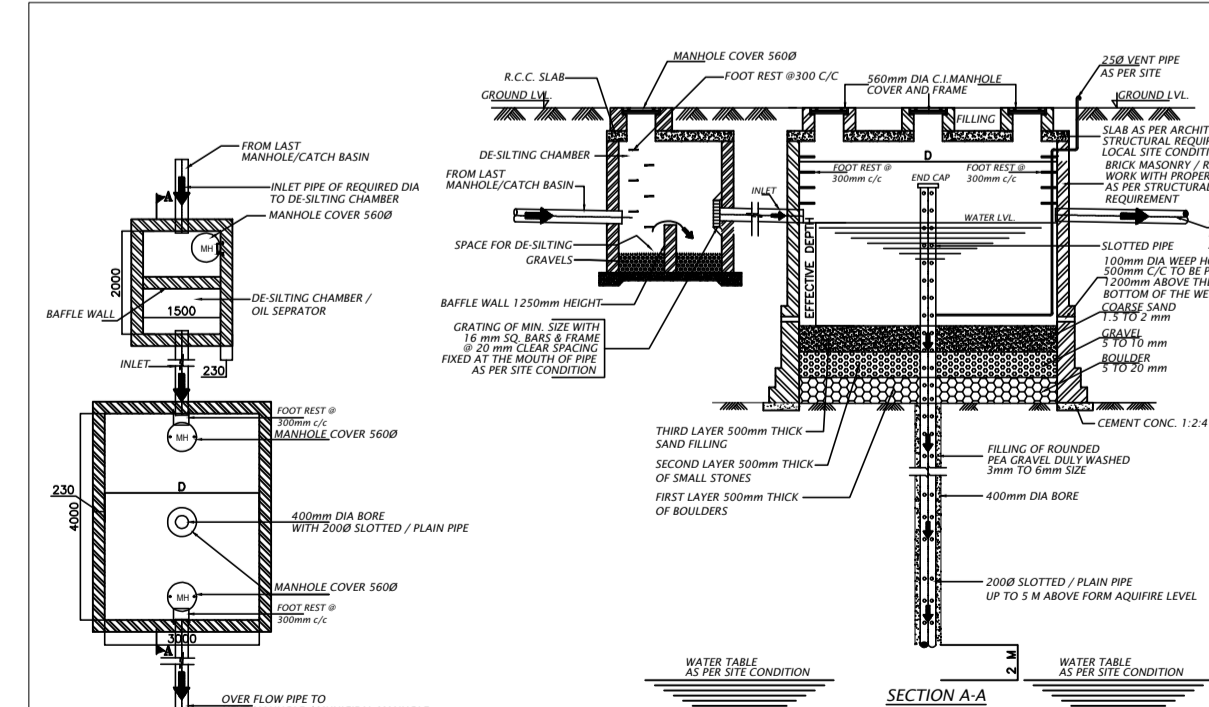 FROM LAST
MANHOLE/CATCH BASIN
INLET PIPE OF REQUIRED DIA
TO DE-SILTING CHAMBER
MANHOLE COVER 560Ø
A
MH
2000
1500
BAFFLE WALL
DE-SILTING CHAMBER /
OIL SEPRATOR
INLET
230
FOOT REST @
300mm c/c
MANHOLE COVER 560Ø
MH
230
D
4000
400mm DIA BORE
WITH 200Ø SLOTTED / PLAIN PIPE
MANHOLE COVER 560Ø
MH
FOOT REST @
300mm c/c
3000
A
OVER FLOW PIPE TO
MANHOLE COVER 560Ø
R.C.C. SLAB
FOOT REST @300 C/C
GROUND LVL.
DE-SILTING CHAMBER
FROM LAST
MANHOLE/CATCH BASIN
SPACE FOR DE-SILTING
GRAVELS
BAFFLE WALL 1250mm HEIGHT
GRATING OF MIN. SIZE WITH
16 mm SQ. BARS & FRAME
@ 20 mm CLEAR SPACING
FIXED AT THE MOUTH OF PIPE
AS PER SITE CONDITION
INLET
560mm DIA C.I.MANHOLE
COVER AND FRAME
FILLING
D
FOOT REST @
300mm c/c
END CAP
FOOT REST @
300mm c/c
WATER LVL.
EFFECTIVE DEPTH
25Ø VENT PIPE
AS PER SITE
GROUND LVL.
SLAB AS PER ARCHIT
STRUCTURAL REQUIR
LOCAL SITE CONDITI
BRICK MASONRY / R
WORK WITH PROPER
AS PER STRUCTURAL
REQUIREMENT
SLOTTED PIPE
100mm DIA WEEP HO
500mm C/C TO BE P
1200mm ABOVE THE
BOTTOM OF THE WE
COARSE SAND
1.5 TO 2 mm
GRAVEL
5 TO 10 mm
BOULDER
5 TO 20 mm
CEMENT CONC. 1:2:4
THIRD LAYER 500mm THICK
SAND FILLING
SECOND LAYER 500mm THICK
OF SMALL STONES
FIRST LAYER 500mm THICK
OF BOULDERS
FILLING OF ROUNDED
PEA GRAVEL DULY WASHED
3mm TO 6mm SIZE
400mm DIA BORE
200Ø SLOTTED / PLAIN PIPE
UP TO 5 M ABOVE FORM AQUIFIRE LEVEL
2 M
WATER TABLE
AS PER SITE CONDITION
WATER TABLE
AS PER SITE CONDITION
SECTION A-A